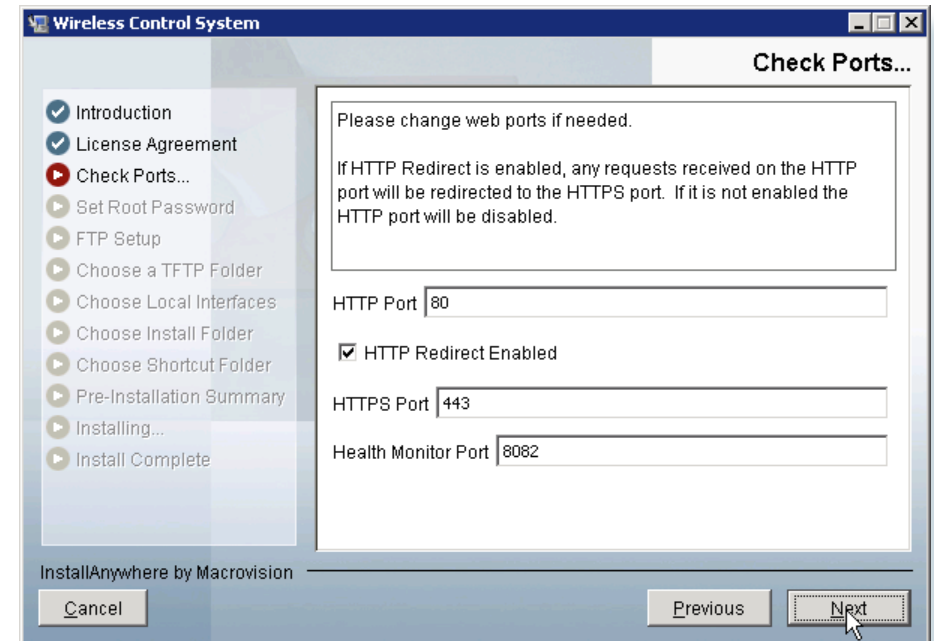 Wireless Control System
Check Ports...
Introduction
License Agreement
Check Ports...
Set Root Password
FTP Setup
Choose a TFTP Folder
Choose Local Interfaces
Choose Install Folder
Choose Shortcut Folder
Pre-Installation Summary
Installing...
Install Complete
Please change web ports if needed.
If HTTP Redirect is enabled, any requests received on the HTTP
port will be redirected to the HTTPS port. If it is not enabled the
HTTP port will be disabled.
HTTP Port 80
HTTP Redirect Enabled
HTTPS Port 443
Health Monitor Port 8082
InstallAnywhere by Macrovision
Cancel
Previous
Next